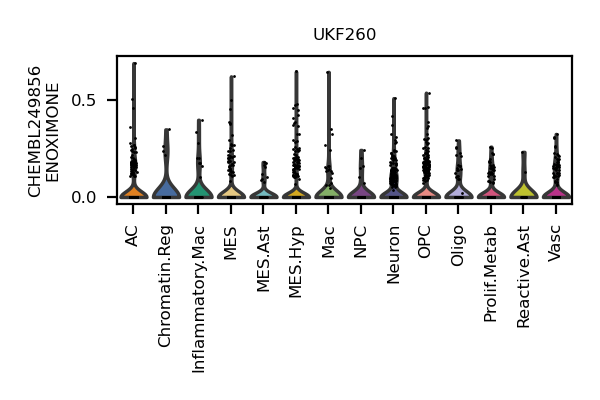 UKF260
CHEMBL249856
ENOXIMONE
0.5
0.0
AC
Chromatin.Reg
Inflammatory.Mac
MES
MES.Ast
MES.Hyp
Mac
NPC
Neuron
OPC
Oligo
Prolif.Metab
Reactive.Ast
Vasc